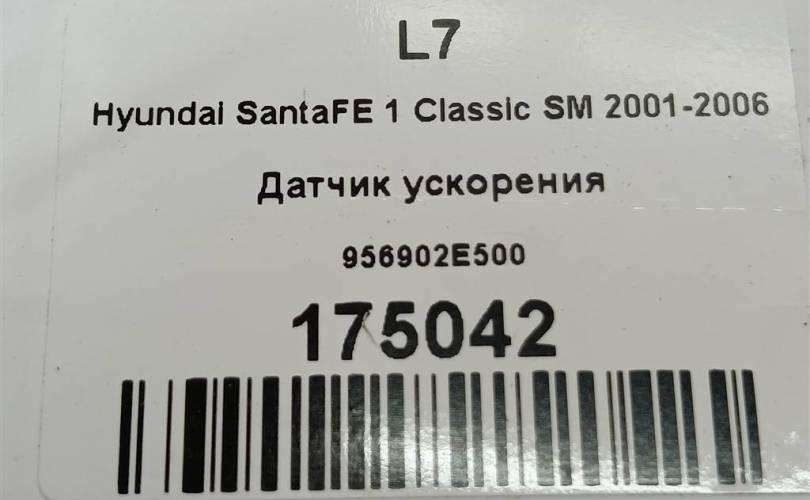 L7
Hyundai SantaFE 1 Classic SM 2001-2006
Датчик ускорения
956902E500
175042